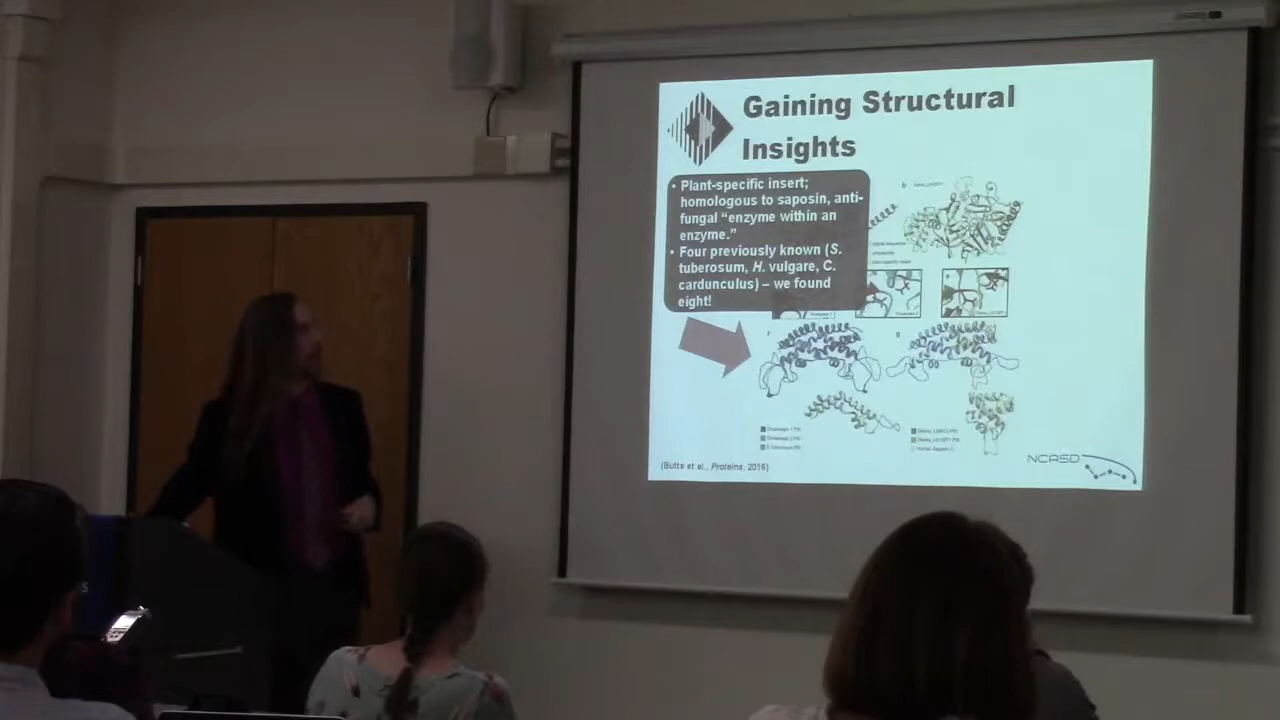 Gaining Structural
Insights
• Plant-specific insert;
homologous to saposin, anti-
fungal "enzyme within an
enzyme."
• Four previously known (S.
tuberosum, H. vulgare, C.
cardunculus) – we found
eight!
b
f
g
(Butts et al., Proteins, 2016)
NCASD